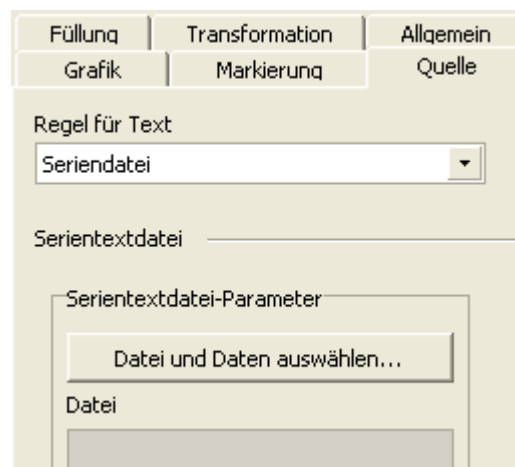 Füllung Transformation Allgemein
Grafik Markierung Quelle
Regel für Text
Seriendatei
Serientextdatei
Serientextdatei-Parameter
Datei und Daten auswählen...
Datei